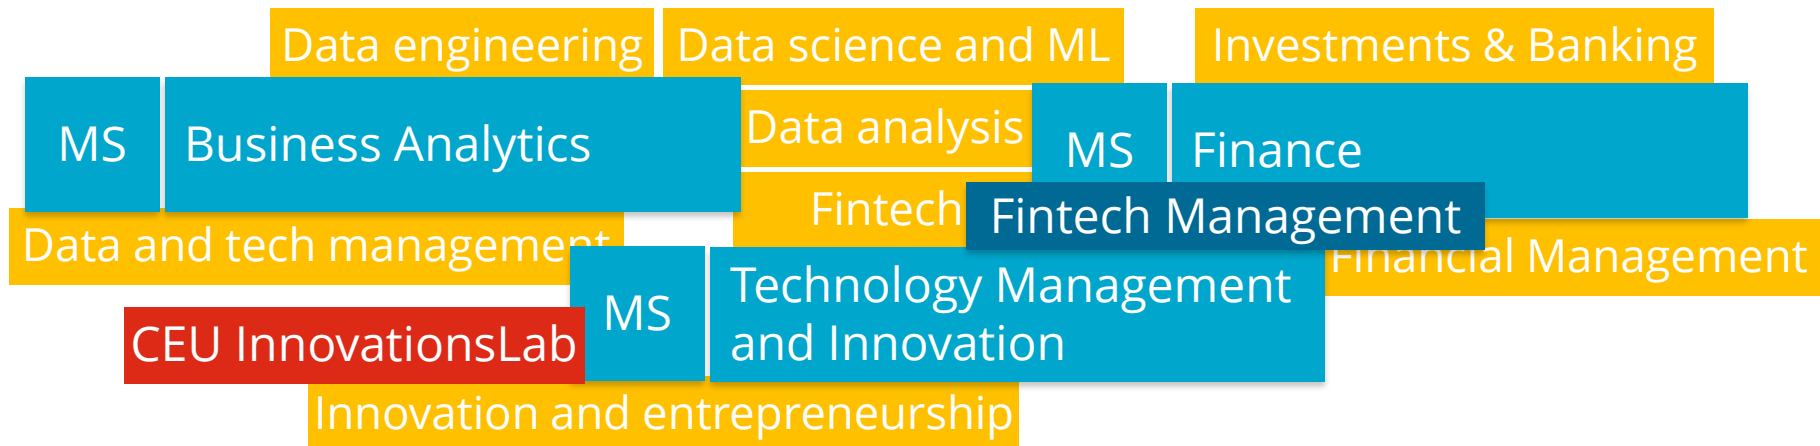 Data engineering
Data science and ML
Investments & Banking
MS
Business Analytics
Data analysis
MS
Finance
Fintech
Fintech Management
Data and tech management
Financial Management
MS
Technology Management
and Innovation
CEU InnovationsLab
Innovation and entrepreneurship